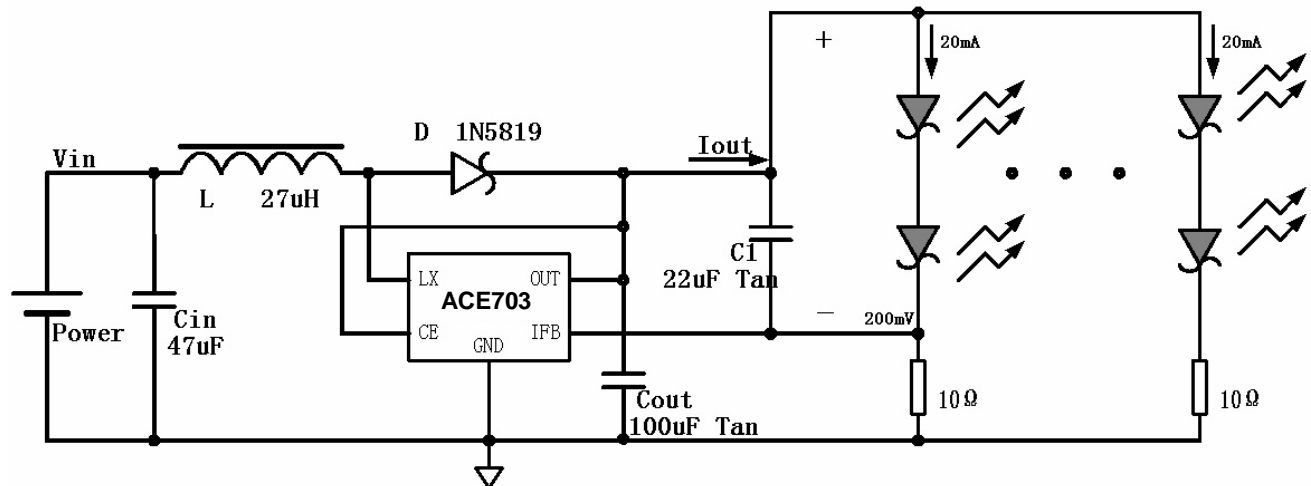 +
20mA
20mA
D 1N5819
Vin
Iout
L 27uH
C1
22uF Tan
LX
OUT
ACE703
CE
IFB
GND
Power
Cin
47uF
−
200mV
10Ω
10Ω
Cout
100uF Tan